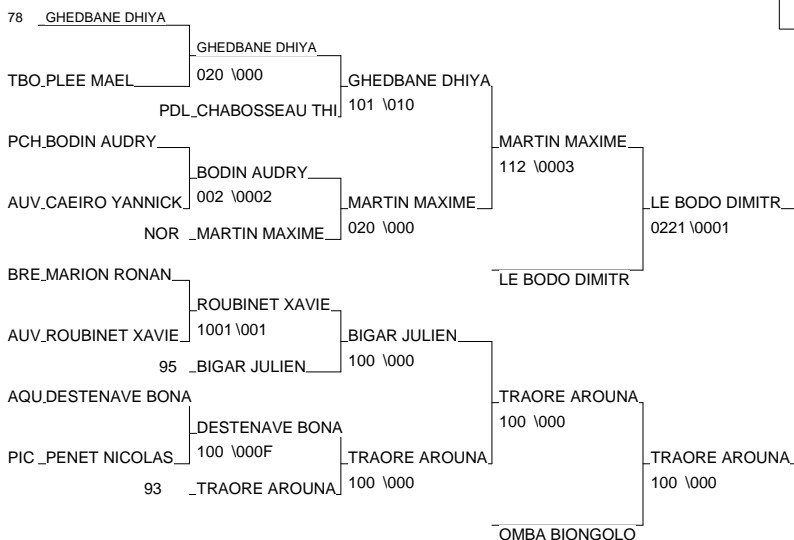 78 GHEDBANE DHIYA
GHEDBANE DHIYA
020 \000
TBO PLEE MAEL
GHEDBANE DHIYA
101 \010
PDL CHABOSSEAU THI
PCH BODIN AUDRY
MARTIN MAXIME
112 \0003
BODIN AUDRY
002 \0002
AUV CAEIRO YANNICK
MARTIN MAXIME
020 \000
LE BODO DIMITR
0221 \0001
NOR MARTIN MAXIME
BRE MARION RONAN
LE BODO DIMITR
ROUBINET XAVIE
1001 \001
AUV ROUBINET XAVIE
BIGAR JULIEN
100 \000
95 BIGAR JULIEN
AQU DESTENAVE BONA
TRAORE AROUNA
100 \000
DESTENAVE BONA
100 \000F
PIC PENET NICOLAS
TRAORE AROUNA
100 \000
TRAORE AROUNA
100 \000
93 TRAORE AROUNA
OMBA BIONGOLO